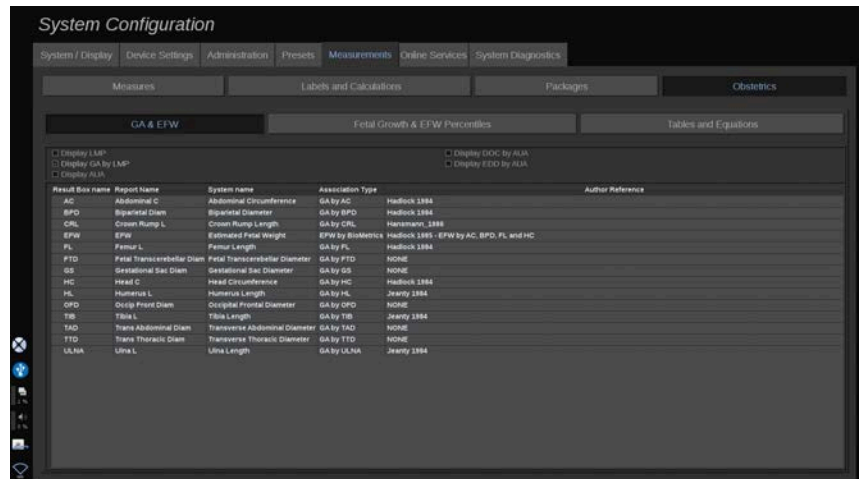 System Configuration
System / Display Device Settings Administration Presets Measurements Online Services System Diagnostics
Measures Labels and Calculations Packages Obstetrics
GA & EFW Fetal Growth & EFW Percentiles Tables and Equations
Display LMP Display DOC by AUA
Display GA by LMP Display EDD by AUA
Display AUA
Result Box name Report Name System name Association Type Author Reference
AC Abdominal C Abdominal Circumference GA by AC Hadlock 1984
BPD Biparietal Diam Biparietal Diameter GA by BPD Hadlock 1984
CRL Crown Rump L Crown Rump Length GA by CRL Hansmann_1986
EFW EFW Estimated Fetal Weight EFW by BioMetrics Hadlock 1985 - EFW by AC, BPD, FL and HC
FL Femur L Femur Length GA by FL Hadlock 1984
FTD Fetal Transcerebellar Diam Fetal Transcerebellar Diameter GA by FTD NONE
GS Gestational Sac Diam Gestational Sac Diameter GA by GS NONE
HC Head C Head Circumference GA by HC Hadlock 1984
HL Humerus L Humerus Length GA by HL Jeanty 1984
OFD Occip Front Diam Occipital Frontal Diameter GA by OFD NONE
TIB Tibia L Tibia Length GA by TIB Jeanty 1984
TAD Trans Abdominal Diam Transverse Abdominal Diameter GA by TAD NONE
TTD Trans Thoracic Diam Transverse Thoracic Diameter GA by TTD NONE
ULNA Ulna L Ulna Length GA by ULNA Jeanty 1984